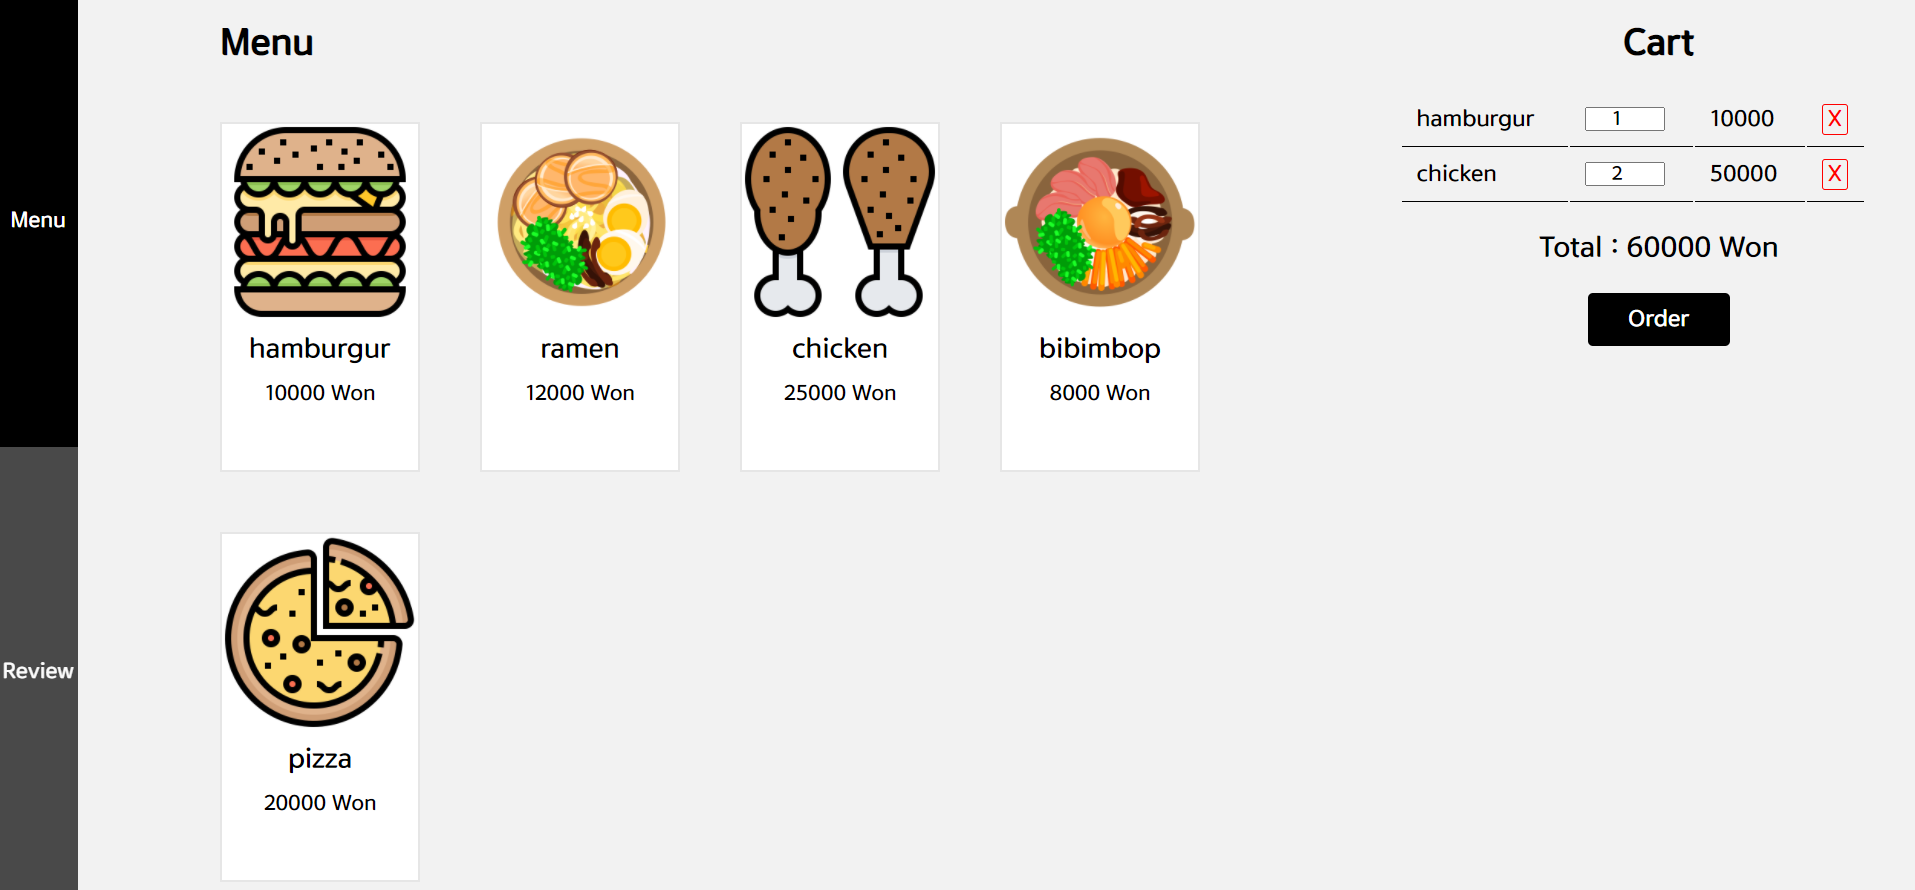 Menu
Review
Menu
hamburgur
10000 Won
ramen
12000 Won
chicken
25000 Won
bibimbop
8000 Won
pizza
20000 Won
Cart
hamburgur 1 10000 X
chicken 2 50000 X
Total : 60000 Won
Order